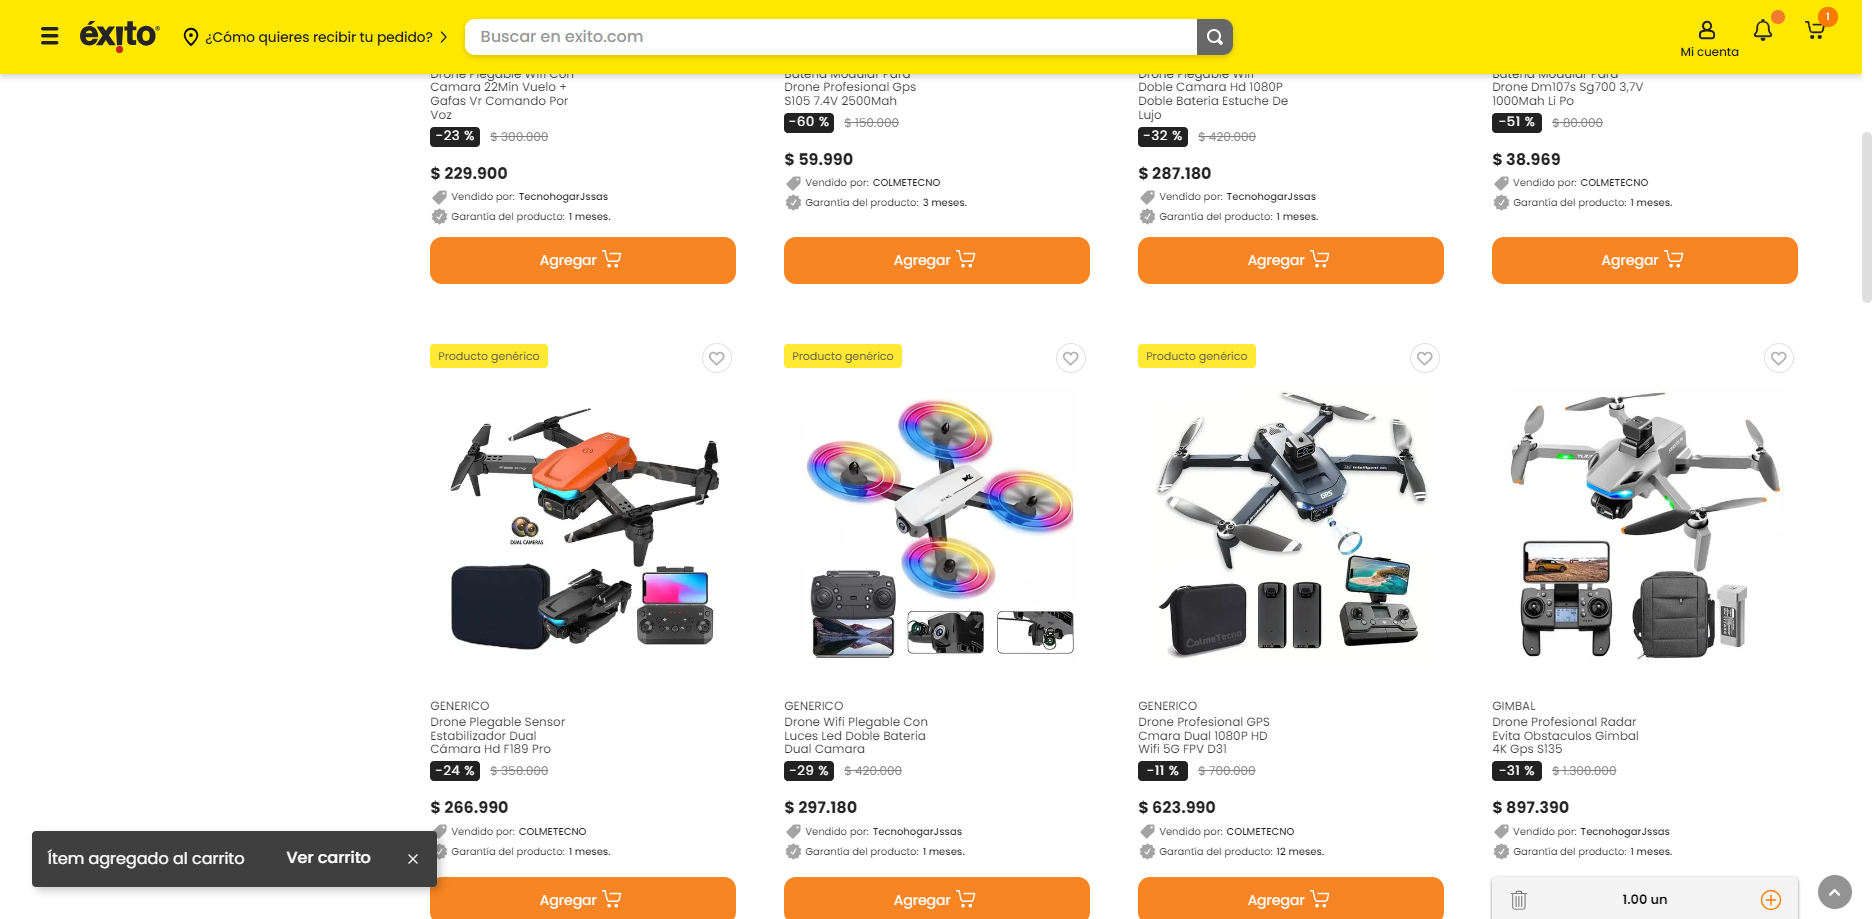 éxito
¿Cómo quieres recibir tu pedido?
Buscar en exito.com
Mi cuenta
1
Drone Plegable Wifi Con
Camara 22Min Vuelo +
Gafas Vr Comando Por
Voz
-23 % $ 300.000
$ 229.900
Vendido por: TecnohogarJssas
Garantía del producto: 1 meses.
Agregar
Bateria Modular Para
Drone Profesional Gps
S105 7.4V 2500Mah
-60 % $ 150.000
$ 59.990
Vendido por: COLMETECNO
Garantía del producto: 3 meses.
Agregar
Drone Plegable Wifi
Doble Camara Hd 1080P
Doble Bateria Estuche De
Lujo
-32 % $ 420.000
$ 287.180
Vendido por: TecnohogarJssas
Garantía del producto: 1 meses.
Agregar
Bateria Modular Para
Drone Dm107s Sg700 3,7V
1000Mah Li Po
-51 % $ 80.000
$ 38.969
Vendido por: COLMETECNO
Garantía del producto: 1 meses.
Agregar
Producto genérico
DUAL CAMERAS
GENERICO
Drone Plegable Sensor
Estabilizador Dual
Cámara Hd F189 Pro
-24 % $ 350.000
$ 266.990
Vendido por: COLMETECNO
Garantía del producto: 1 meses.
Agregar
Producto genérico
GENERICO
Drone Wifi Plegable Con
Luces Led Doble Bateria
Dual Camara
-29 % $ 420.000
$ 297.180
Vendido por: TecnohogarJssas
Garantía del producto: 1 meses.
Agregar
Producto genérico
GPS
ColmeTecno
GENERICO
Drone Profesional GPS
Cmara Dual 1080P HD
Wifi 5G FPV D31
-11 % $ 700.000
$ 623.990
Vendido por: COLMETECNO
Garantía del producto: 12 meses.
Agregar
GIMBAL
Drone Profesional Radar
Evita Obstaculos Gimbal
4K Gps S135
-31 % $ 1.300.000
$ 897.390
Vendido por: TecnohogarJssas
Garantía del producto: 1 meses.
1.00 un
Ítem agregado al carrito Ver carrito